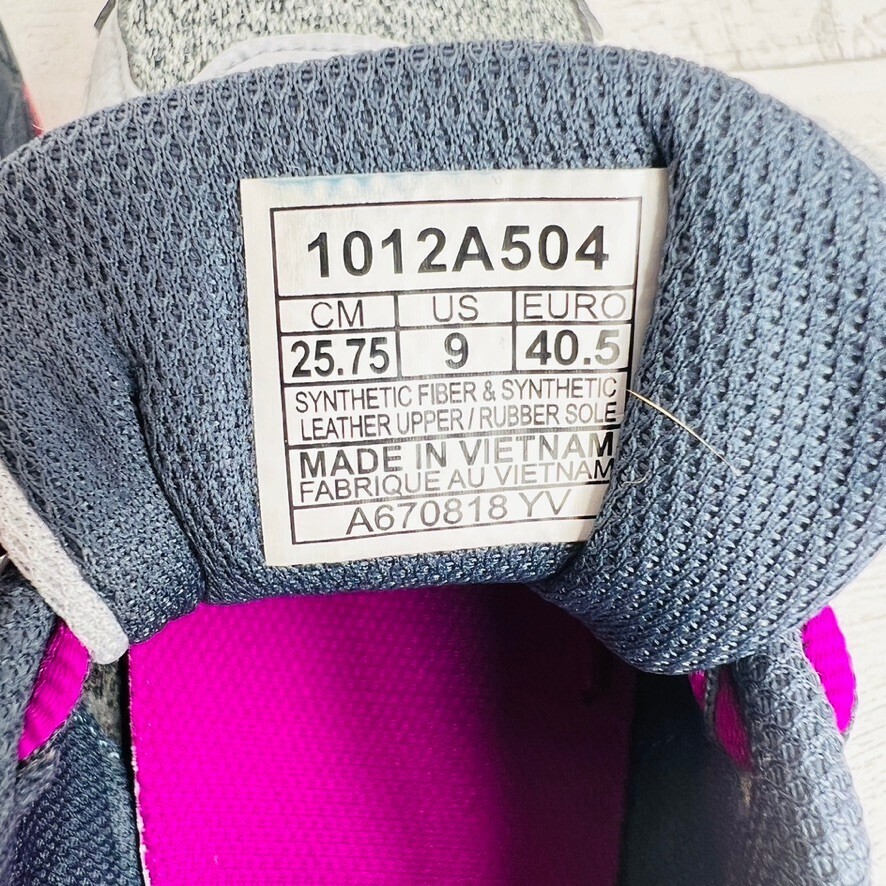 1012A504
CM US EURO
25.75 9 40.5
SYNTHETIC FIBER & SYNTHETIC
LEATHER UPPER / RUBBER SOLE
MADE IN VIETNAM
FABRIQUE AU VIETNAM
A670818 YV